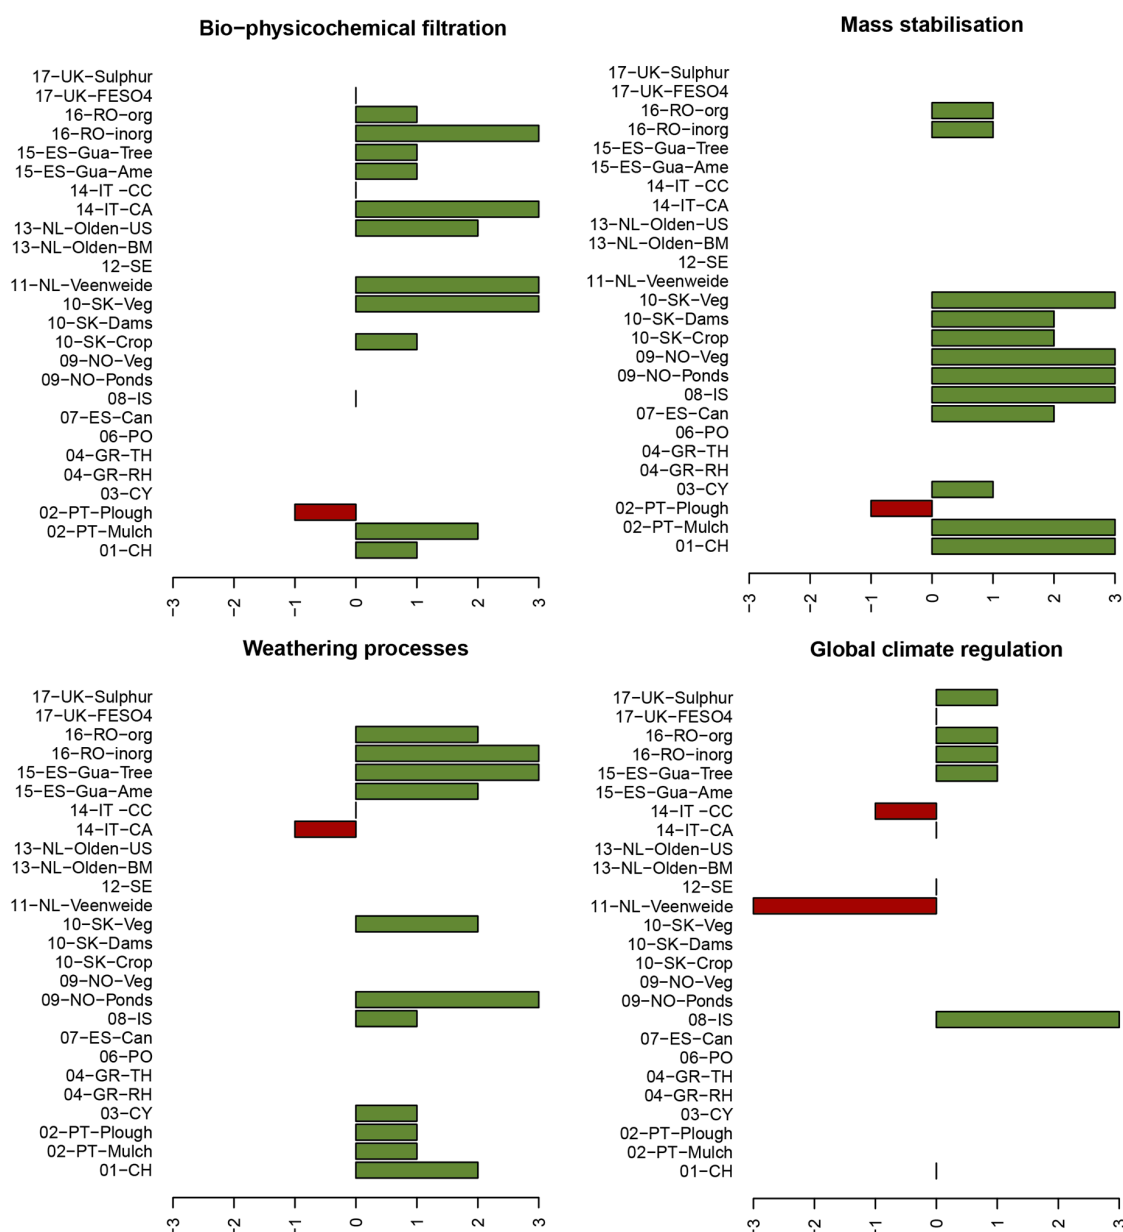 Bio−physicochemical filtration
17−UK−Sulphur
17−UK−FESO4
16−RO−org
16−RO−inorg
15−ES−Gua−Tree
15−ES−Gua−Ame
14−IT −CC
14−IT−CA
13−NL−Olden−US
13−NL−Olden−BM
12−SE
11−NL−Veenweide
10−SK−Veg
10−SK−Dams
10−SK−Crop
09−NO−Veg
09−NO−Ponds
08−IS
07−ES−Can
06−PO
04−GR−TH
04−GR−RH
03−CY
02−PT−Plough
02−PT−Mulch
01−CH
-3 -2 -1 0 1 2 3
Mass stabilisation
17−UK−Sulphur
17−UK−FESO4
16−RO−org
16−RO−inorg
15−ES−Gua−Tree
15−ES−Gua−Ame
14−IT −CC
14−IT−CA
13−NL−Olden−US
13−NL−Olden−BM
12−SE
11−NL−Veenweide
10−SK−Veg
10−SK−Dams
10−SK−Crop
09−NO−Veg
09−NO−Ponds
08−IS
07−ES−Can
06−PO
04−GR−TH
04−GR−RH
03−CY
02−PT−Plough
02−PT−Mulch
01−CH
-3 -2 -1 0 1 2 3
Weathering processes
17−UK−Sulphur
17−UK−FESO4
16−RO−org
16−RO−inorg
15−ES−Gua−Tree
15−ES−Gua−Ame
14−IT −CC
14−IT−CA
13−NL−Olden−US
13−NL−Olden−BM
12−SE
11−NL−Veenweide
10−SK−Veg
10−SK−Dams
10−SK−Crop
09−NO−Veg
09−NO−Ponds
08−IS
07−ES−Can
06−PO
04−GR−TH
04−GR−RH
03−CY
02−PT−Plough
02−PT−Mulch
01−CH
-3 -2 -1 0 1 2 3
Global climate regulation
17−UK−Sulphur
17−UK−FESO4
16−RO−org
16−RO−inorg
15−ES−Gua−Tree
15−ES−Gua−Ame
14−IT −CC
14−IT−CA
13−NL−Olden−US
13−NL−Olden−BM
12−SE
11−NL−Veenweide
10−SK−Veg
10−SK−Dams
10−SK−Crop
09−NO−Veg
09−NO−Ponds
08−IS
07−ES−Can
06−PO
04−GR−TH
04−GR−RH
03−CY
02−PT−Plough
02−PT−Mulch
01−CH
-3 -2 -1 0 1 2 3